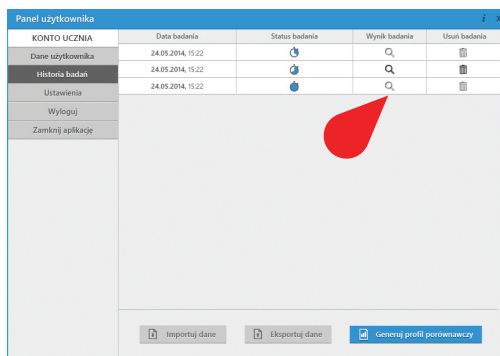 Panel użytkownika i x
KONTO UCZNIA Data badania Status badania Wynik badania Usuń badania
Dane użytkownika 24.05.2014, 15:22
Historia badań 24.05.2014, 15:22
Ustawienia 24.05.2014, 15:22
Wyloguj
Zamknij aplikację
Importuj dane Eksportuj dane Generuj profil porównawczy